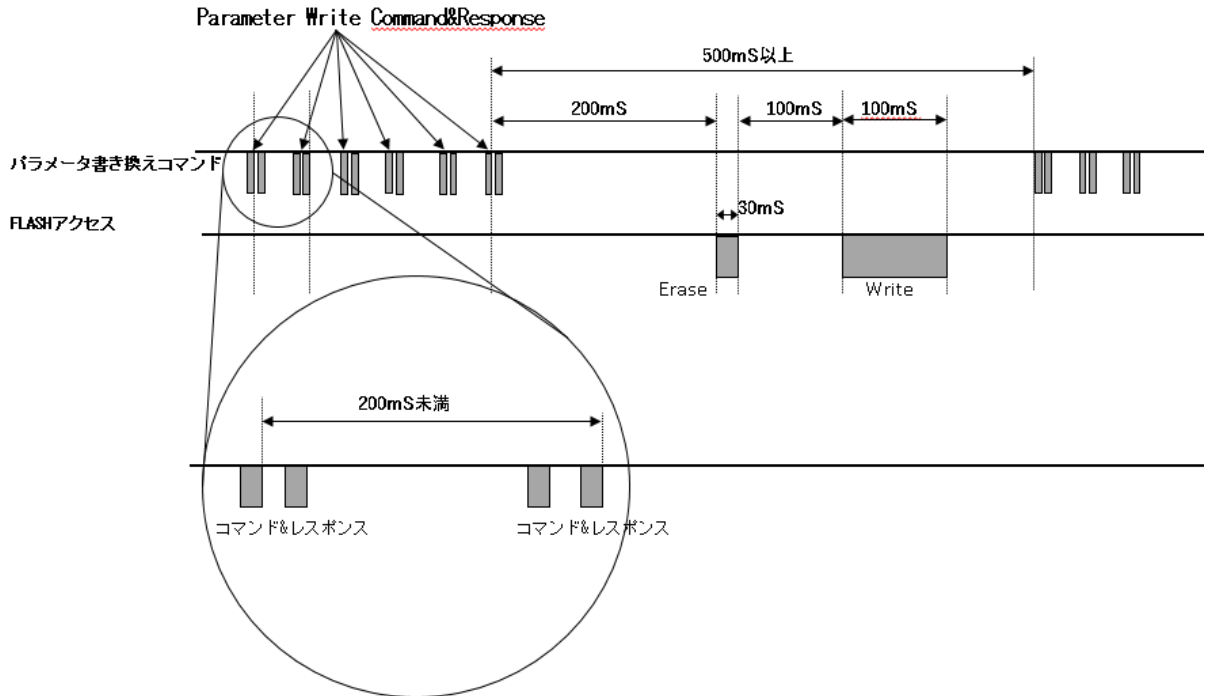 Parameter Write Command&Response
500mS以上
200mS
100mS
100mS
パラメータ書き換えコマンド
30mS
FLASHアクセス
Erase
Write
200mS未満
コマンド&レスポンス
コマンド&レスポンス